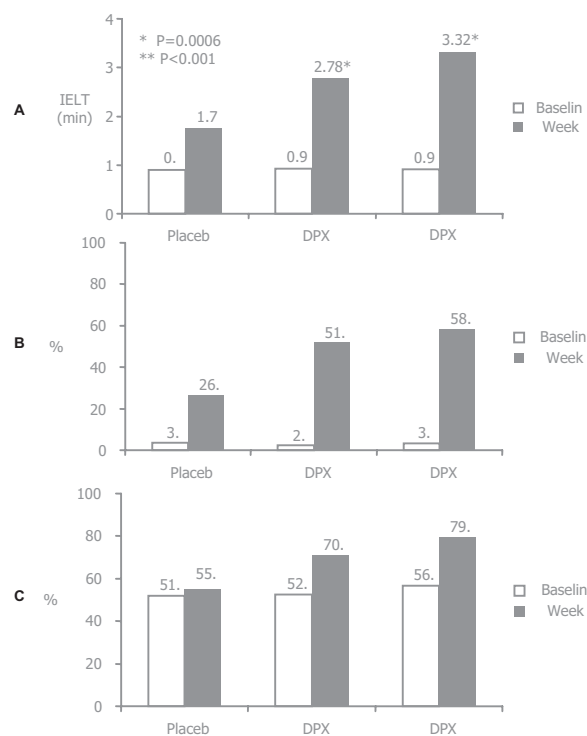 4
* P=0.0006
** P<0.001
3.32*
3
2.78*
A
IELT
(min)
Baselin
Week
2
1.7
1
0.
0.9
0.9
0
Placeb
DPX
DPX
100
80
60
58.
51.
B
%
Baselin
Week
40
26.
20
3.
2.
3.
0
Placeb
DPX
DPX
100
80
79.
70.
60
51.
55.
52.
56.
C
%
Baselin
Week
40
20
0
Placeb
DPX
DPX